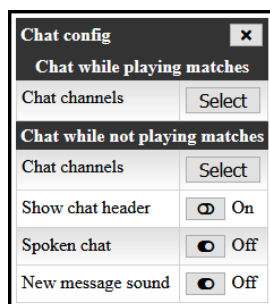 Chat config
Chat while playing matches
Chat channels Select
Chat while not playing matches
Chat channels Select
Show chat header On
Spoken chat Off
New message sound Off